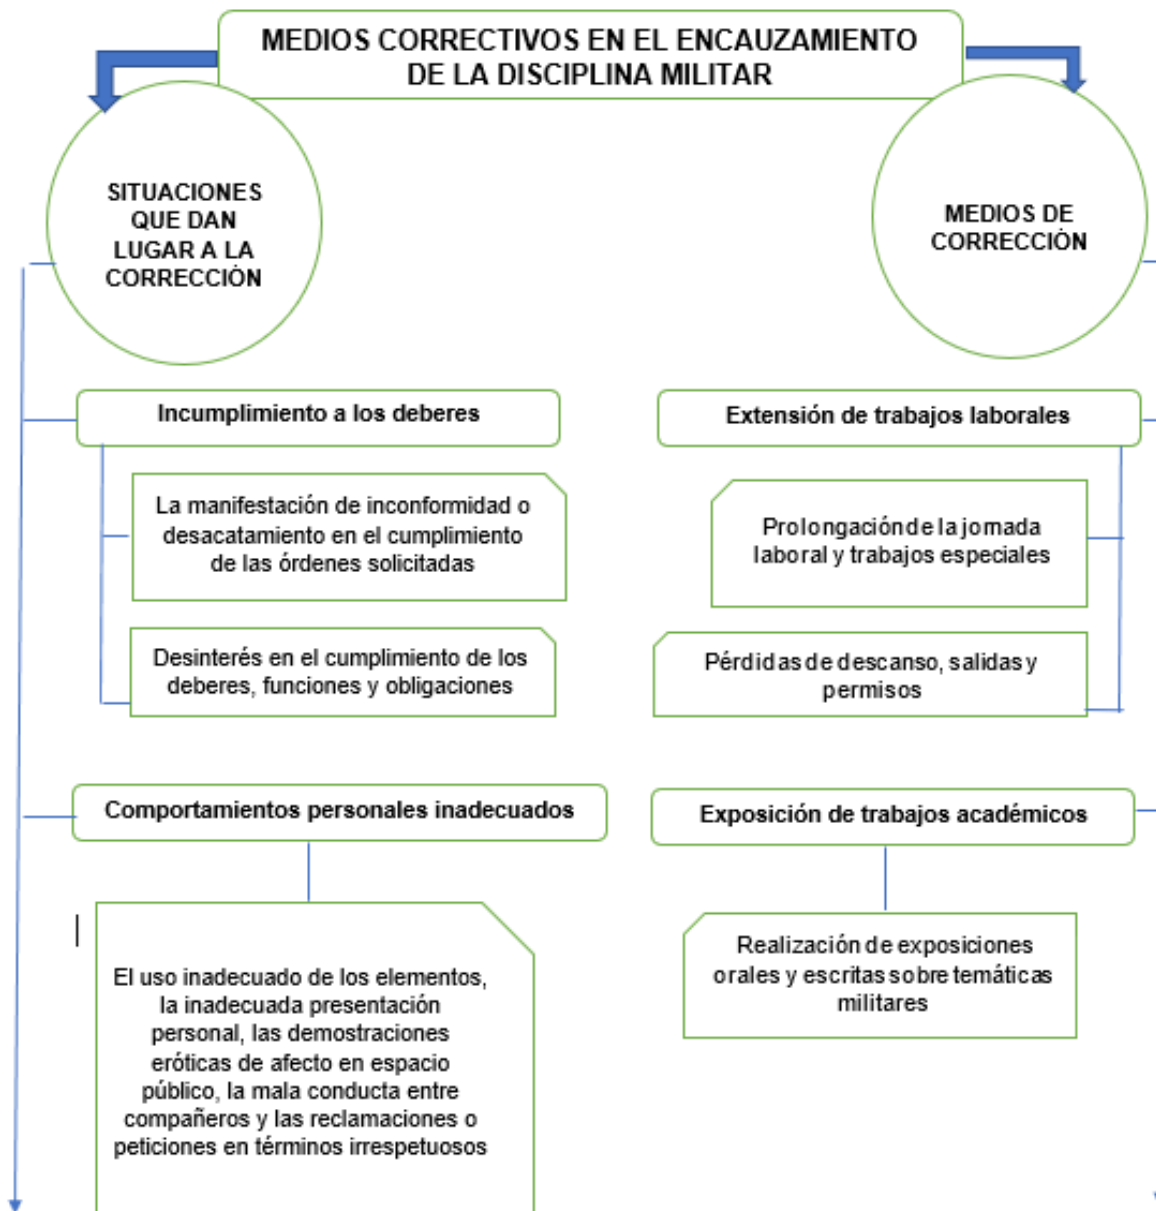 MEDIOS CORRECTIVOS EN EL ENCAUZAMIENTO
DE LA DISCIPLINA MILITAR
SITUACIONES
QUE DAN
LUGAR A LA
CORRECCIÓN
MEDIOS DE
CORRECCIÓN
Incumplimiento a los deberes
La manifestación de inconformidad o
desacatamiento en el cumplimiento
de las órdenes solicitadas
Desinterés en el cumplimiento de los
deberes, funciones y obligaciones
Extensión de trabajos laborales
Prolongación de la jornada
laboral y trabajos especiales
Pérdidas de descanso, salidas y
permisos
Comportamientos personales inadecuados
El uso inadecuado de los elementos,
la inadecuada presentación
personal, las demostraciones
eróticas de afecto en espacio
público, la mala conducta entre
compañeros y las reclamaciones o
peticiones en términos irrespetuosos
Exposición de trabajos académicos
Realización de exposiciones
orales y escritas sobre temáticas
militares